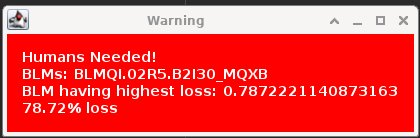 Warning
Humans Needed!
BLMs: BLMQI.02R5.B2I30_MQXB
BLM having highest loss: 0.7872221140873163
78.72% loss